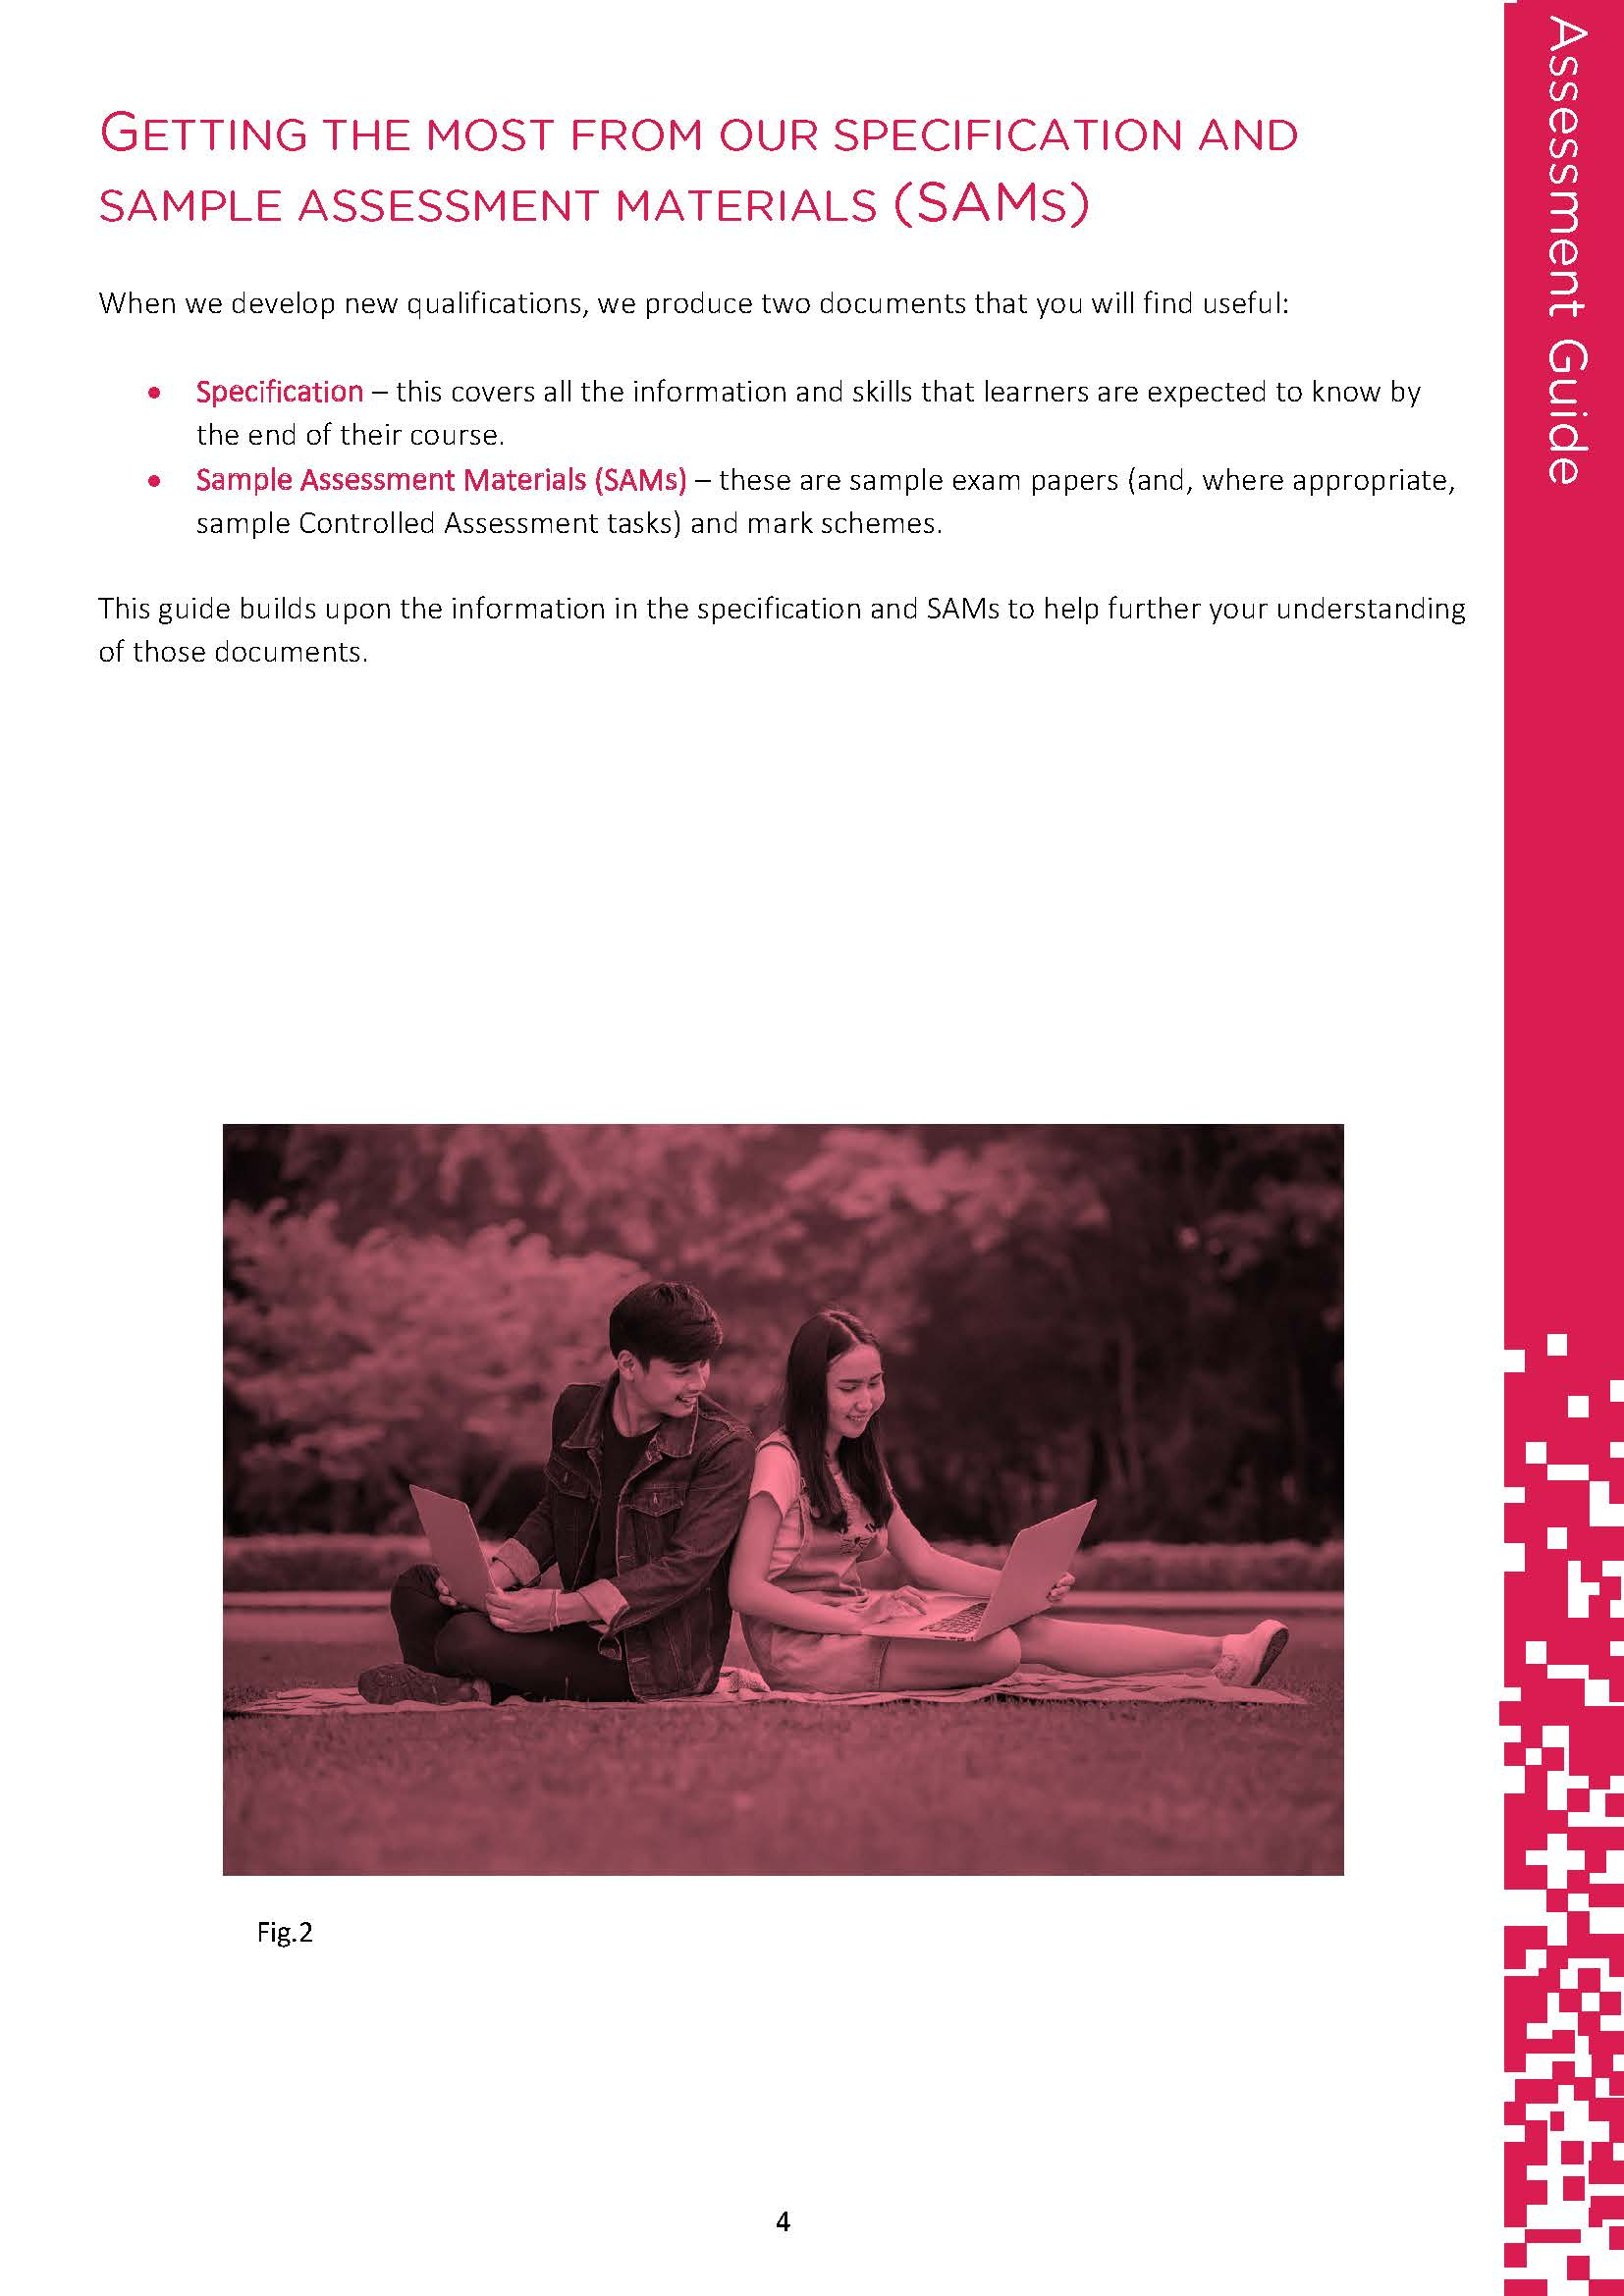 GETTING THE MOST FROM OUR SPECIFICATION AND
SAMPLE ASSESSMENT MATERIALS (SAMS)
When we develop new qualifications, we produce two documents that you will find useful:
• Specification – this covers all the information and skills that learners are expected to know by
the end of their course.
• Sample Assessment Materials (SAMs) – these are sample exam papers (and, where appropriate,
sample Controlled Assessment tasks) and mark schemes.
This guide builds upon the information in the specification and SAMs to help further your understanding
of those documents.
Fig.2
4
Assessment Guide